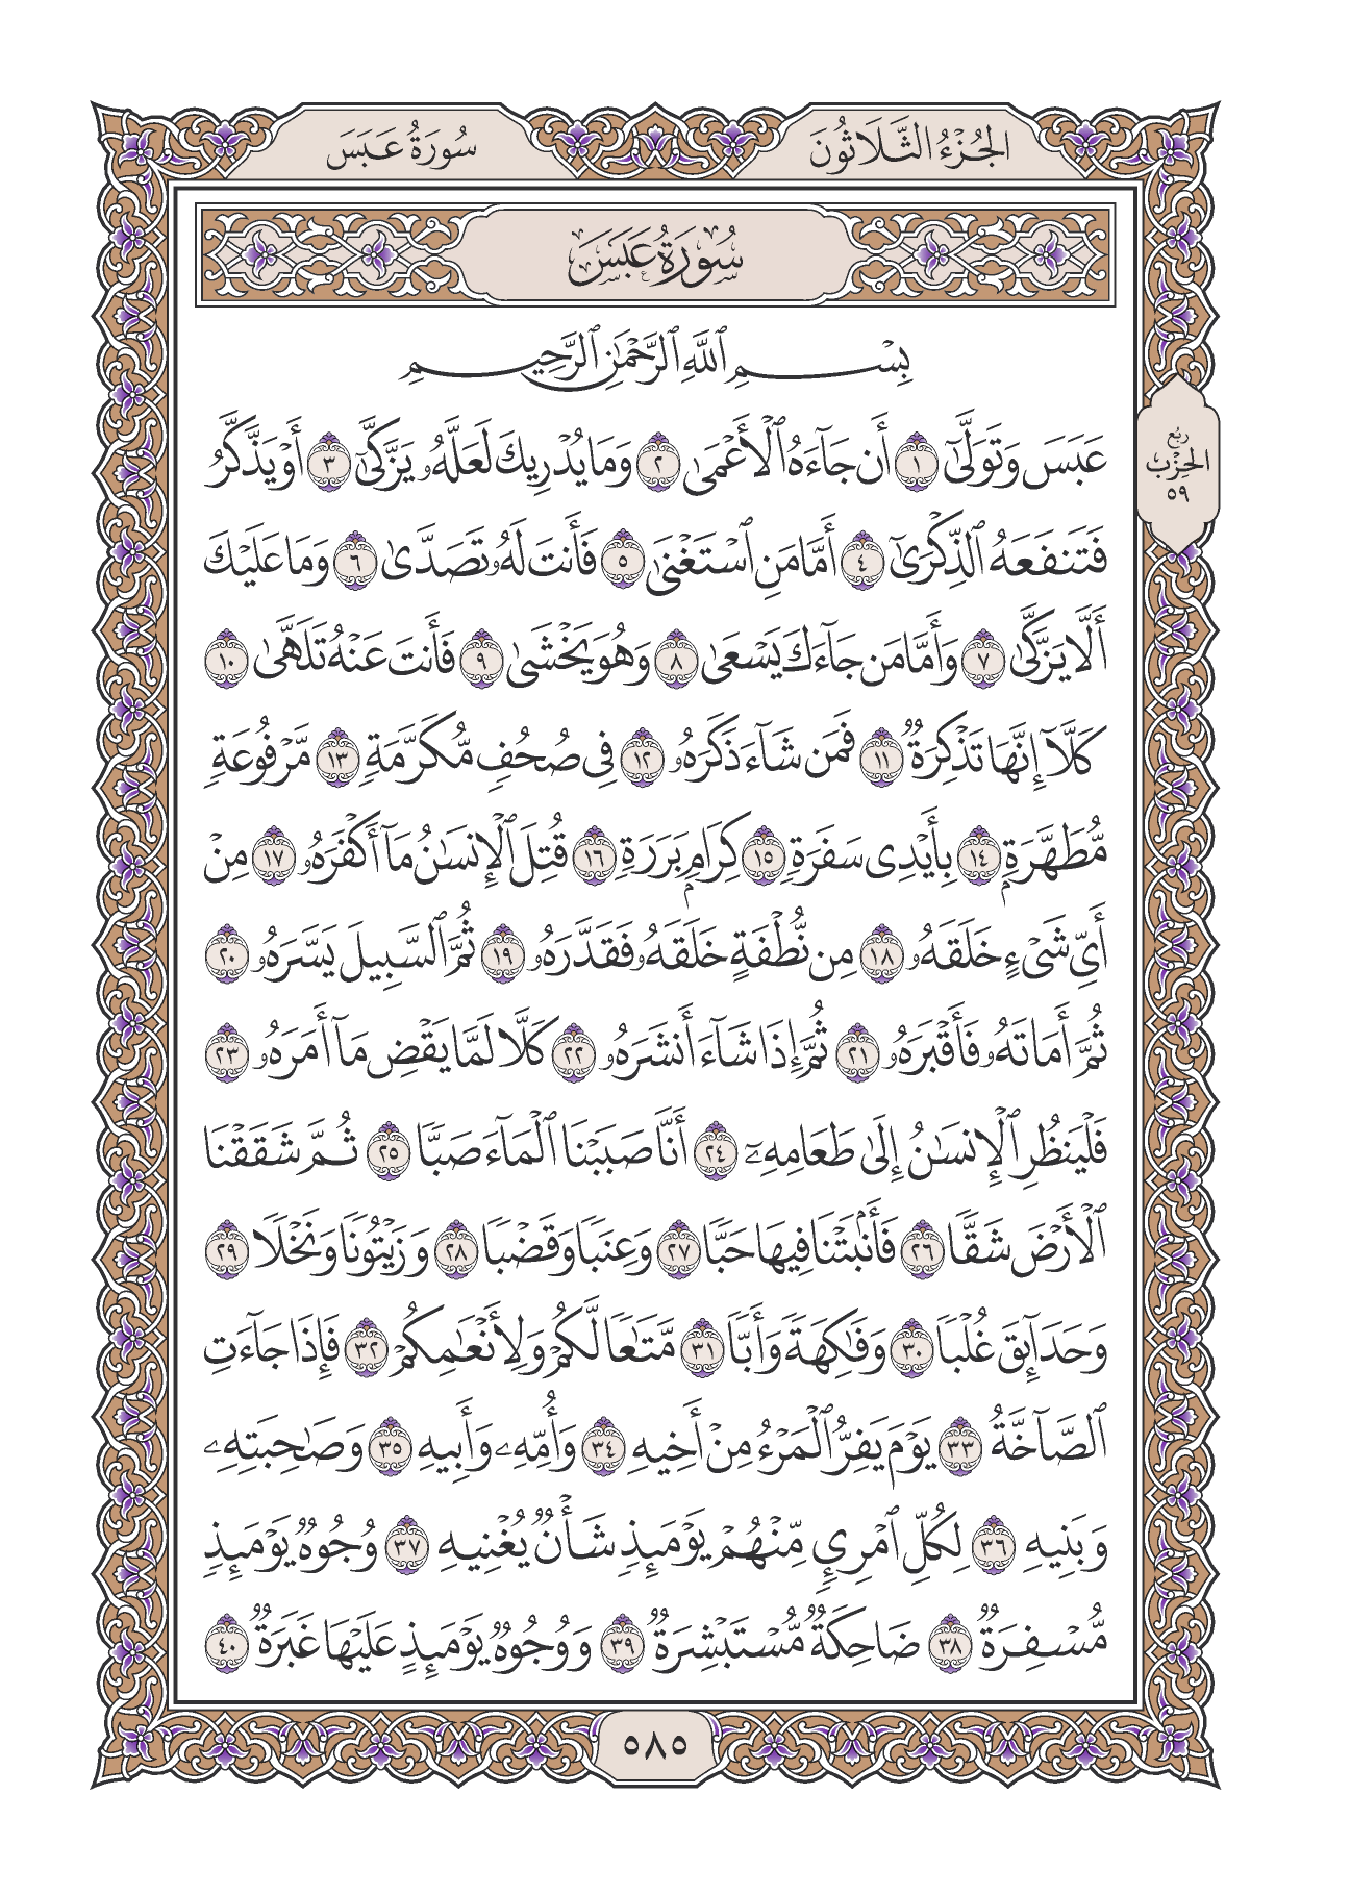 الجُزْءُ الثَّلَاثُونَ
سُورَةُ عَبَسَ
سُورَةُ عَبَسَ
بِسْمِ ٱللَّهِ ٱلرَّحْمَٰنِ ٱلرَّحِيمِ
عَبَسَ وَتَوَلَّىٰٓ ١ أَن جَآءَهُ ٱلْأَعْمَىٰ ٢ وَمَا يُدْرِيكَ لَعَلَّهُۥ يَزَّكَّىٰٓ ٣ أَوْ يَذَّكَّرُ
فَتَنفَعَهُ ٱلذِّكْرَىٰٓ ٤ أَمَّا مَنِ ٱسْتَغْنَىٰ ٥ فَأَنتَ لَهُۥ تَصَدَّىٰ ٦ وَمَا عَلَيْكَ
أَلَّا يَزَّكَّىٰ ٧ وَأَمَّا مَن جَآءَكَ يَسْعَىٰ ٨ وَهُوَ يَخْشَىٰ ٩ فَأَنتَ عَنْهُ تَلَهَّىٰ ١٠
كَلَّآ إِنَّهَا تَذْكِرَةٌ ١١ فَمَن شَآءَ ذَكَرَهُۥ ١٢ فِى صُحُفٍ مُّكَرَّمَةٍ ١٣ مَّرْفُوعَةٍ
مُّطَهَّرَةٍۭ ١٤ بِأَيْدِى سَفَرَةٍ ١٥ كِرَامٍۭ بَرَرَةٍ ١٦ قُتِلَ ٱلْإِنسَٰنُ مَآ أَكْفَرَهُۥ ١٧ مِنْ
أَىِّ شَىْءٍ خَلَقَهُۥ ١٨ مِن نُّطْفَةٍ خَلَقَهُۥ فَقَدَّرَهُۥ ١٩ ثُمَّ ٱلسَّبِيلَ يَسَّرَهُۥ ٢٠
ثُمَّ أَمَاتَهُۥ فَأَقْبَرَهُۥ ٢١ ثُمَّ إِذَا شَآءَ أَنشَرَهُۥ ٢٢ كَلَّا لَمَّا يَقْضِ مَآ أَمَرَهُۥ ٢٣
فَلْيَنظُرِ ٱلْإِنسَٰنُ إِلَىٰ طَعَامِهِۦٓ ٢٤ أَنَّا صَبَبْنَا ٱلْمَآءَ صَبًّا ٢٥ ثُمَّ شَقَقْنَا
ٱلْأَرْضَ شَقًّا ٢٦ فَأَنۢبَتْنَا فِيهَا حَبًّا ٢٧ وَعِنَبًا وَقَضْبًا ٢٨ وَزَيْتُونًا وَنَخْلًا ٢٩
وَحَدَآئِقَ غُلْبًا ٣٠ وَفَٰكِهَةً وَأَبًّا ٣١ مَّتَٰعًا لَّكُمْ وَلِأَنْعَٰمِكُمْ ٣٢ فَإِذَا جَآءَتِ
ٱلصَّآخَّةُ ٣٣ يَوْمَ يَفِرُّ ٱلْمَرْءُ مِنْ أَخِيهِ ٣٤ وَأُمِّهِۦ وَأَبِيهِ ٣٥ وَصَٰحِبَتِهِۦ
وَبَنِيهِ ٣٦ لِكُلِّ ٱمْرِئٍ مِّنْهُمْ يَوْمَئِذٍ شَأْنٌ يُغْنِيهِ ٣٧ وُجُوهٌ يَوْمَئِذٍ
مُّسْفِرَةٌ ٣٨ ضَاحِكَةٌ مُّسْتَبْشِرَةٌ ٣٩ وَوُجُوهٌ يَوْمَئِذٍ عَلَيْهَا غَبَرَةٌ ٤٠
رُبُع
الحِزْب
٥٩
٥٨٥